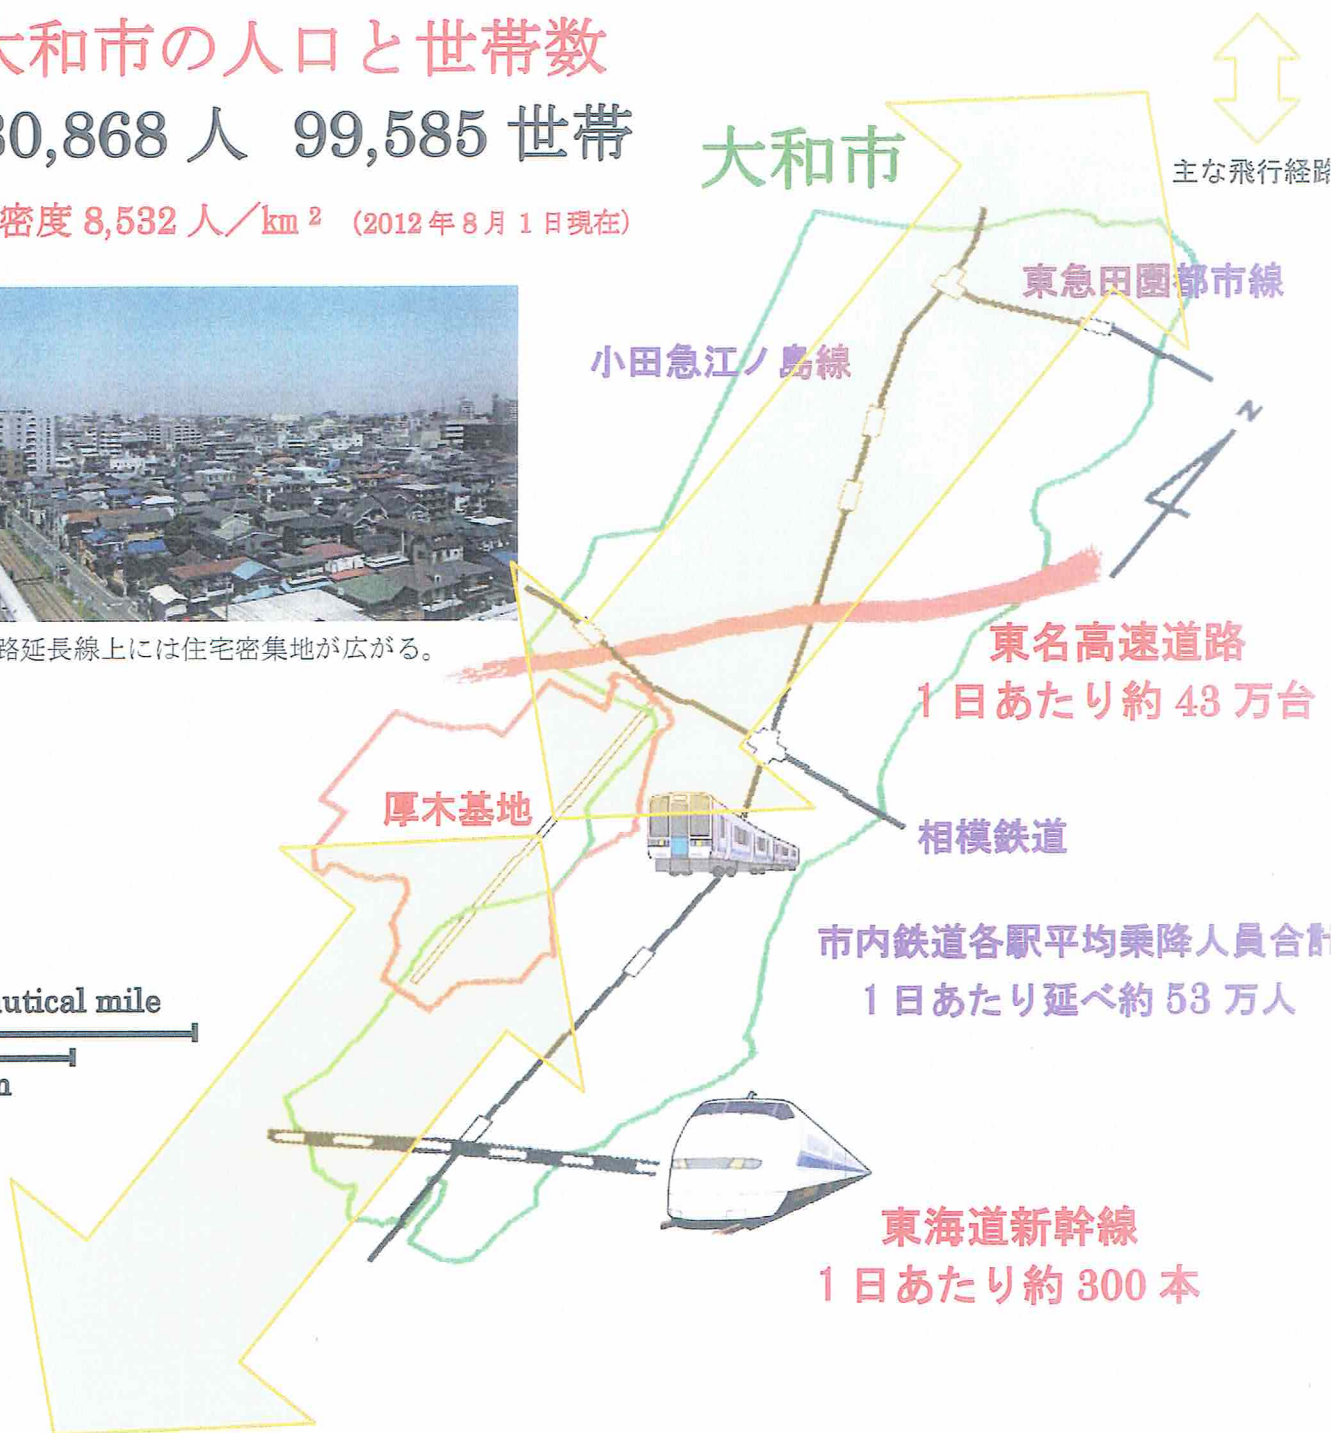 大和市の人口と世帯数
30,868 人 99,585 世帯
密度 8,532 人／㎢ (2012 年 8 月 1 日現在)
大和市
主な飛行経路
東急田園都市線
小田急江ノ島線
N
路延長線上には住宅密集地が広がる。
東名高速道路
1 日あたり約 43 万台
厚木基地
相模鉄道
市内鉄道各駅平均乗降人員合計
1 日あたり延べ約 53 万人
utical mile
東海道新幹線
1 日あたり約 300 本